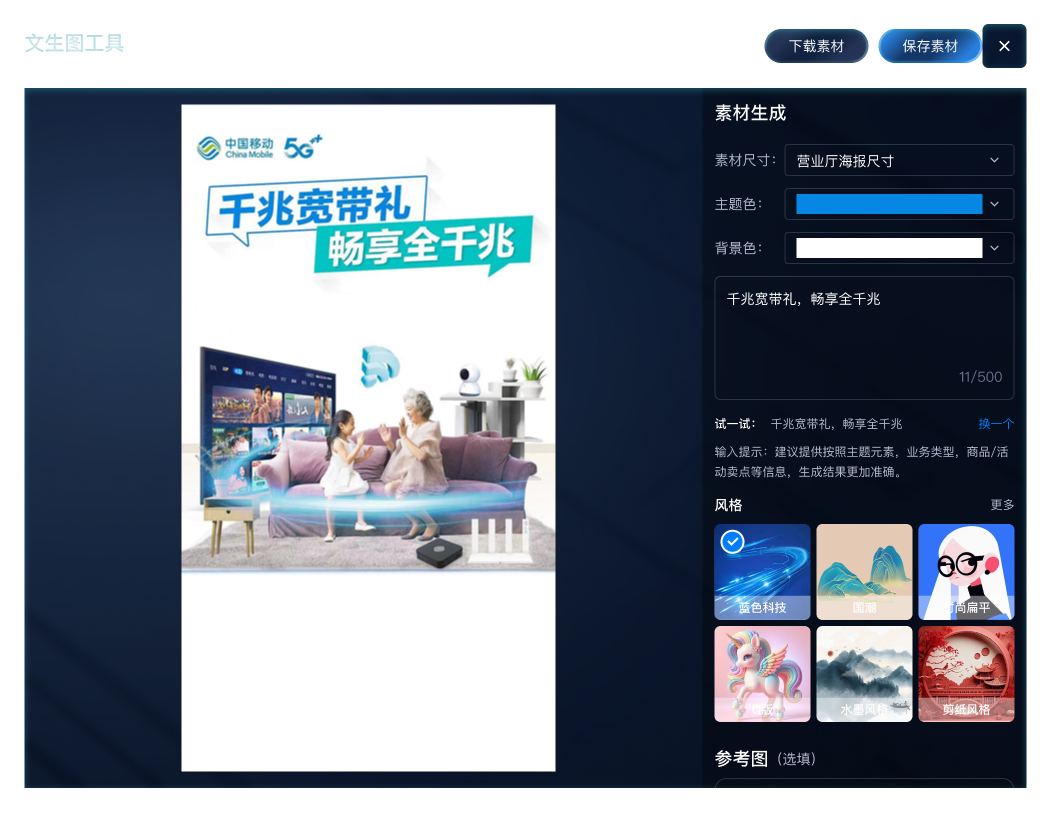 文生图工具
下载素材
保存素材
中国移动
China Mobile
5G+
千兆宽带礼
畅享全千兆
素材生成
素材尺寸：
营业厅海报尺寸
主题色：
背景色：
千兆宽带礼，畅享全千兆
11/500
试一试： 千兆宽带礼，畅享全千兆 换一个
输入提示：建议提供按照主题元素，业务类型，商品/活
动卖点等信息，生成结果更加准确。
风格 更多
蓝色科技
国潮
尚扁平
水墨风格
剪纸风格
参考图（选填）